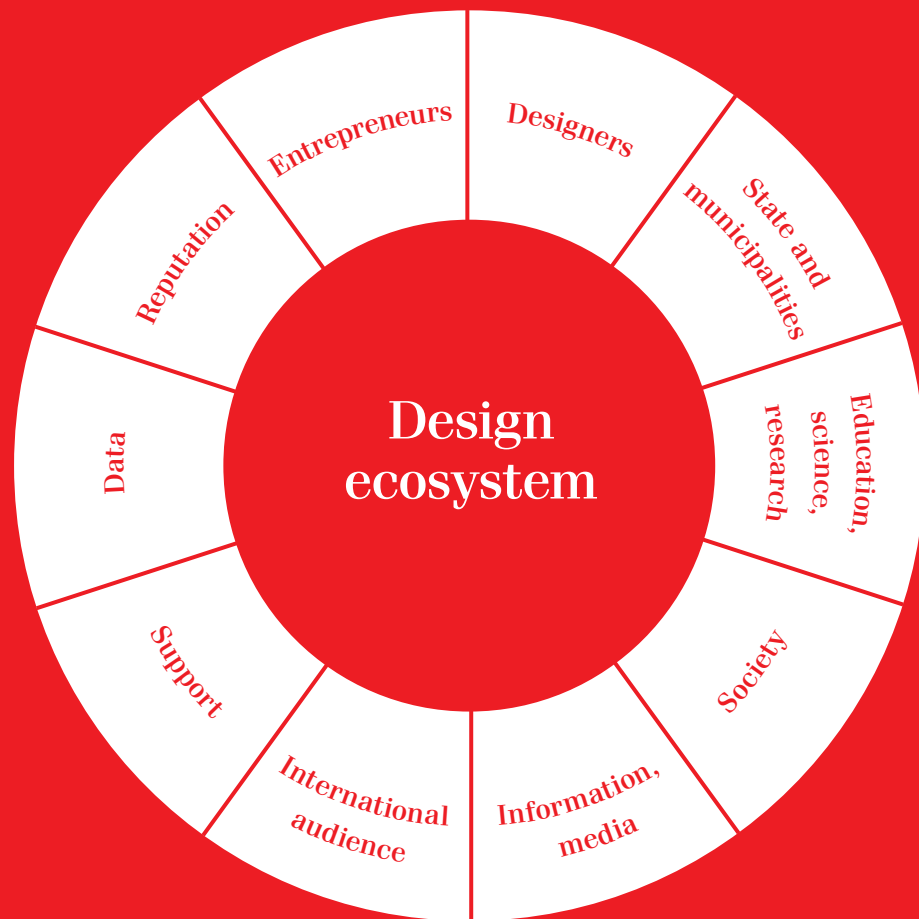 Design
ecosystem
Designers
State and
municipalities
Education,
science,
research
Society
Information,
media
International
audience
Support
Data
Reputation
Entrepreneurs